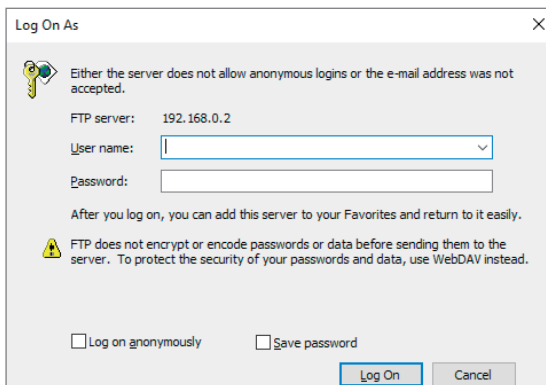 Log On As
Either the server does not allow anonymous logins or the e-mail address was not
accepted.
FTP server: 192.168.0.2
User name:
Password:
After you log on, you can add this server to your Favorites and return to it easily.
FTP does not encrypt or encode passwords or data before sending them to the
server. To protect the security of your passwords and data, use WebDAV instead.
Log on anonymously Save password
Log On Cancel